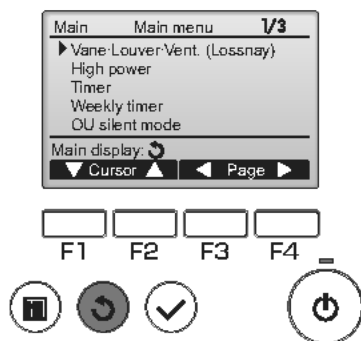 Main Main menu 1/3
Vane·Louver·Vent. (Lossnay)
High power
Timer
Weekly timer
OU silent mode
Main display:
Cursor Page
F1 F2 F3 F4